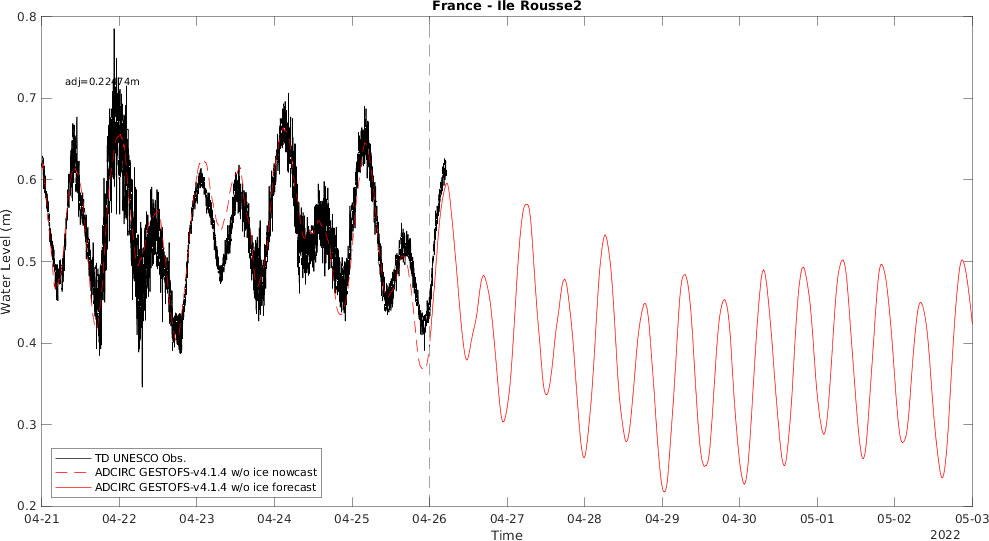 France - Ile Rousse2
0.8
0.7
0.6
0.5
0.4
0.3
0.2
Water Level (m)
adj=0.22474m
TD UNESCO Obs.
ADCIRC GESTOFS-v4.1.4 w/o ice nowcast
ADCIRC GESTOFS-v4.1.4 w/o ice forecast
04-21 04-22 04-23 04-24 04-25 04-26 04-27 04-28 04-29 04-30 05-01 05-02 05-03
Time
2022